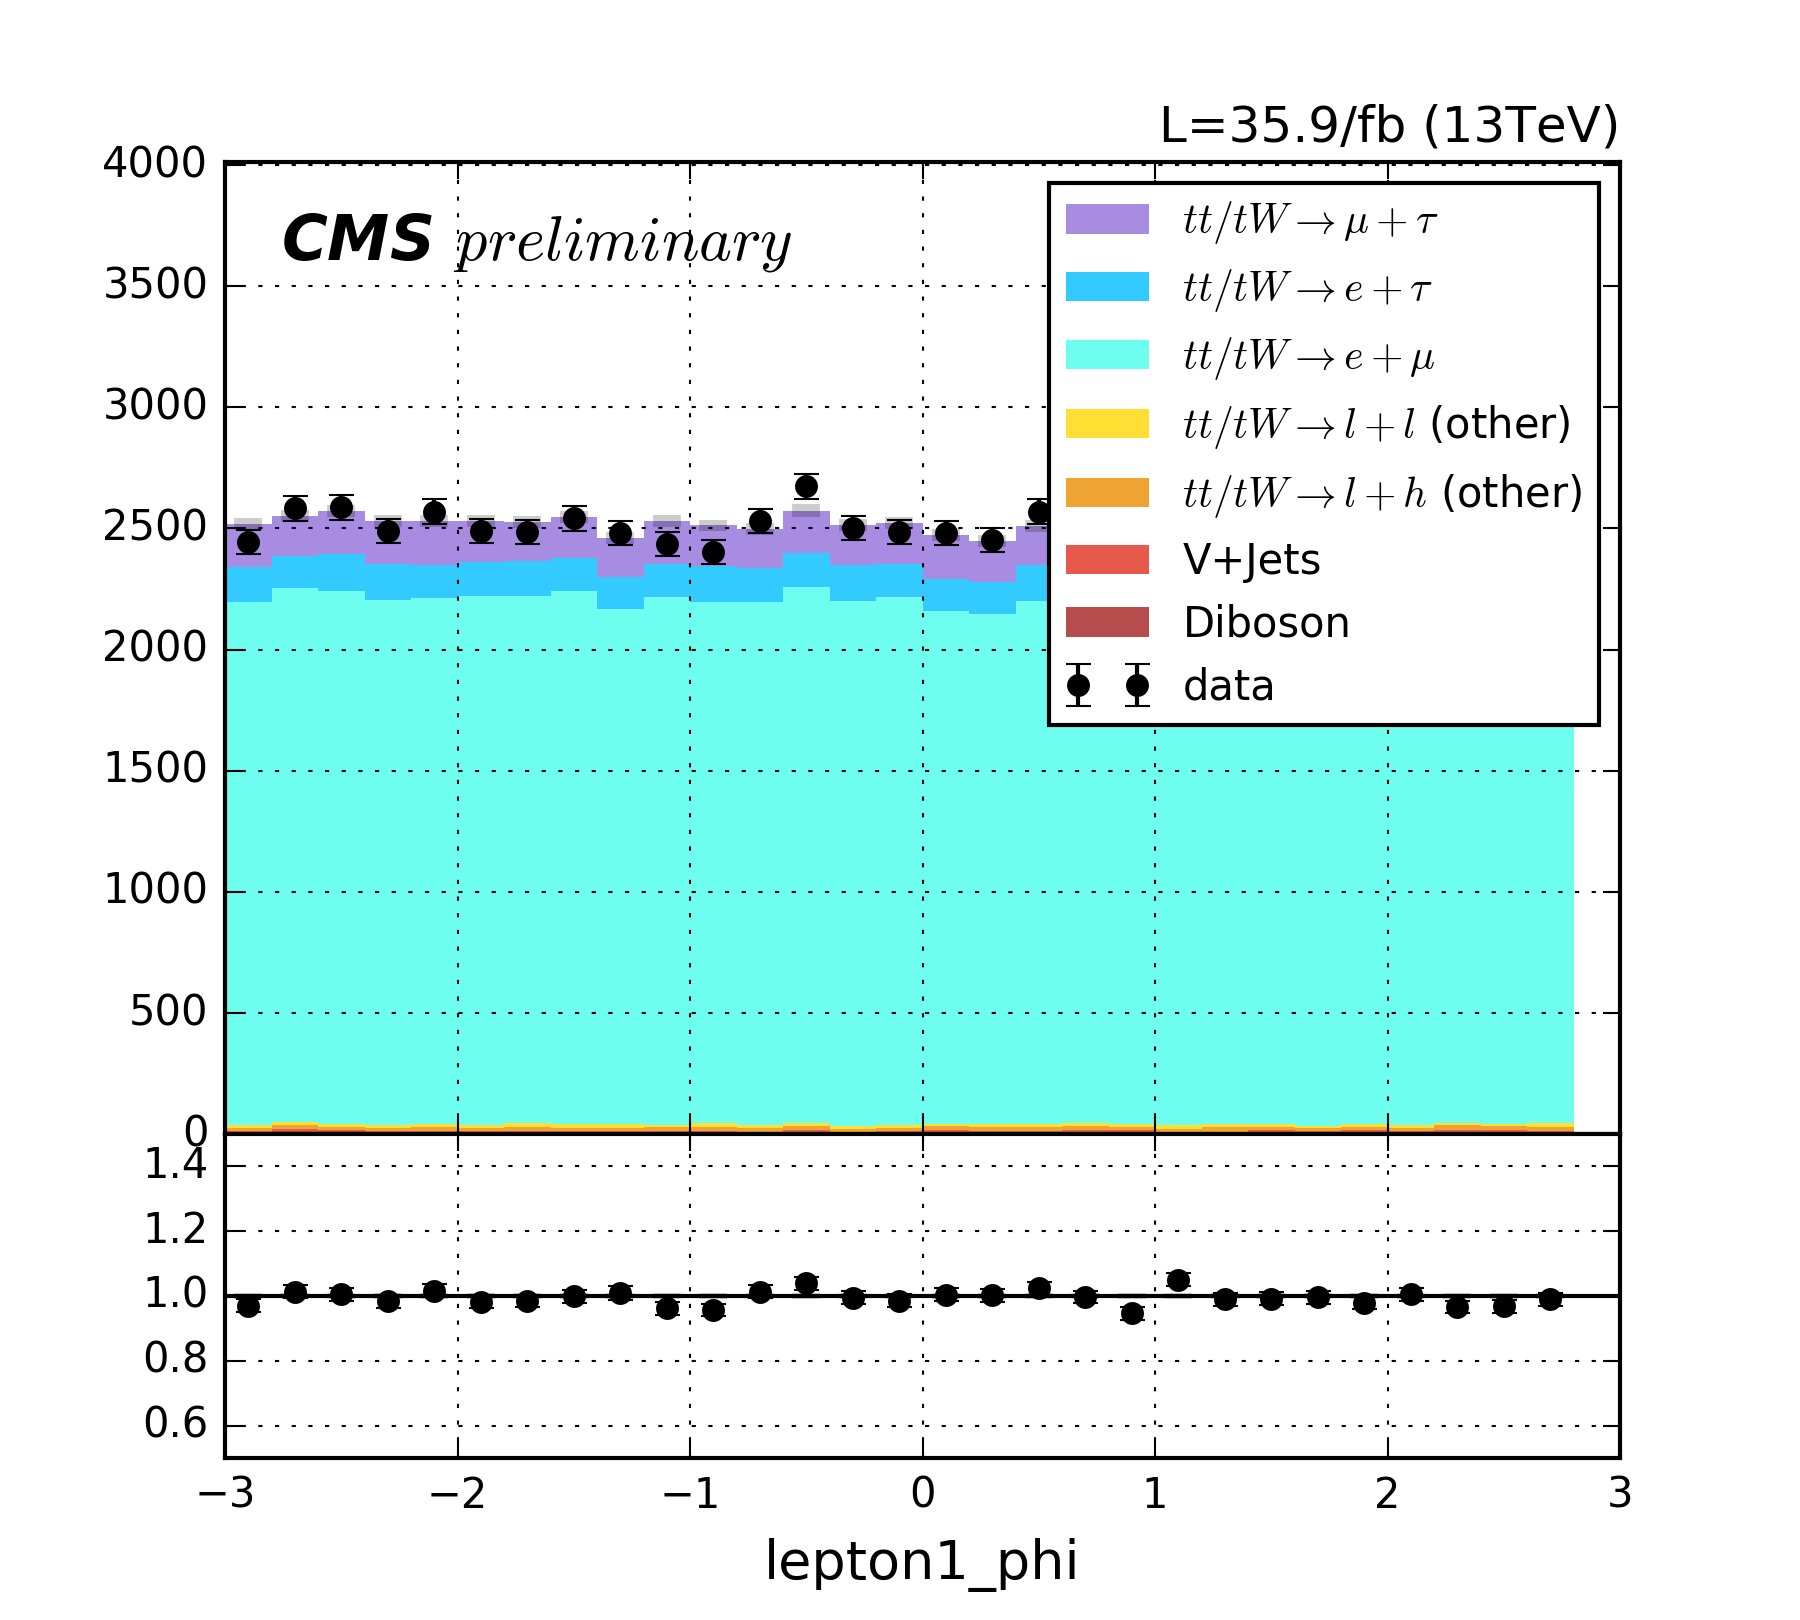 L=35.9/fb (13TeV)
4000
CMS preliminary
3500
3000
2500
2000
1500
1000
500
0
tt/tW → μ + τ
tt/tW → e + τ
tt/tW → e + μ
tt/tW → l + l (other)
tt/tW → l + h (other)
V+Jets
Diboson
data
1.4
1.2
1.0
0.8
0.6
−3 −2 −1 0 1 2 3
lepton1_phi